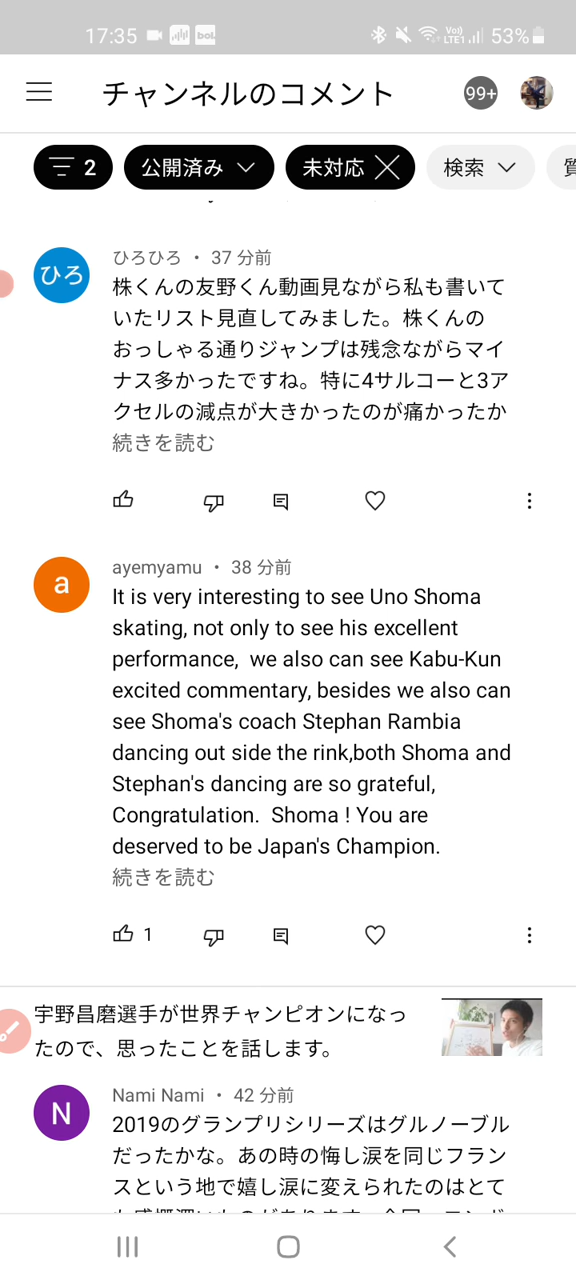 17:35 bol Vo) LTE1 53%
チャンネルのコメント 99+
2 公開済み 未対応 検索 質
ひろ ひろひろ • 37 分前
株くんの友野くん動画見ながら私も書いて
いたリスト見直してみました。株くんの
おっしゃる通りジャンプは残念ながらマイ
ナス多かったですね。特に4サルコーと3ア
クセルの減点が大きかったのが痛かったか
続きを読む
a ayemyamu • 38 分前
It is very interesting to see Uno Shoma
skating, not only to see his excellent
performance,  we also can see Kabu-Kun
excited commentary, besides we also can
see Shoma's coach Stephan Rambia
dancing out side the rink,both Shoma and
Stephan's dancing are so grateful,
Congratulation.  Shoma ! You are
deserved to be Japan's Champion.
続きを読む
1
宇野昌磨選手が世界チャンピオンになっ
たので、思ったことを話します。
N Nami Nami • 42 分前
2019のグランプリシリーズはグルノーブル
だったかな。あの時の悔し涙を同じフラン
スという地で嬉し涙に変えられたのはとて